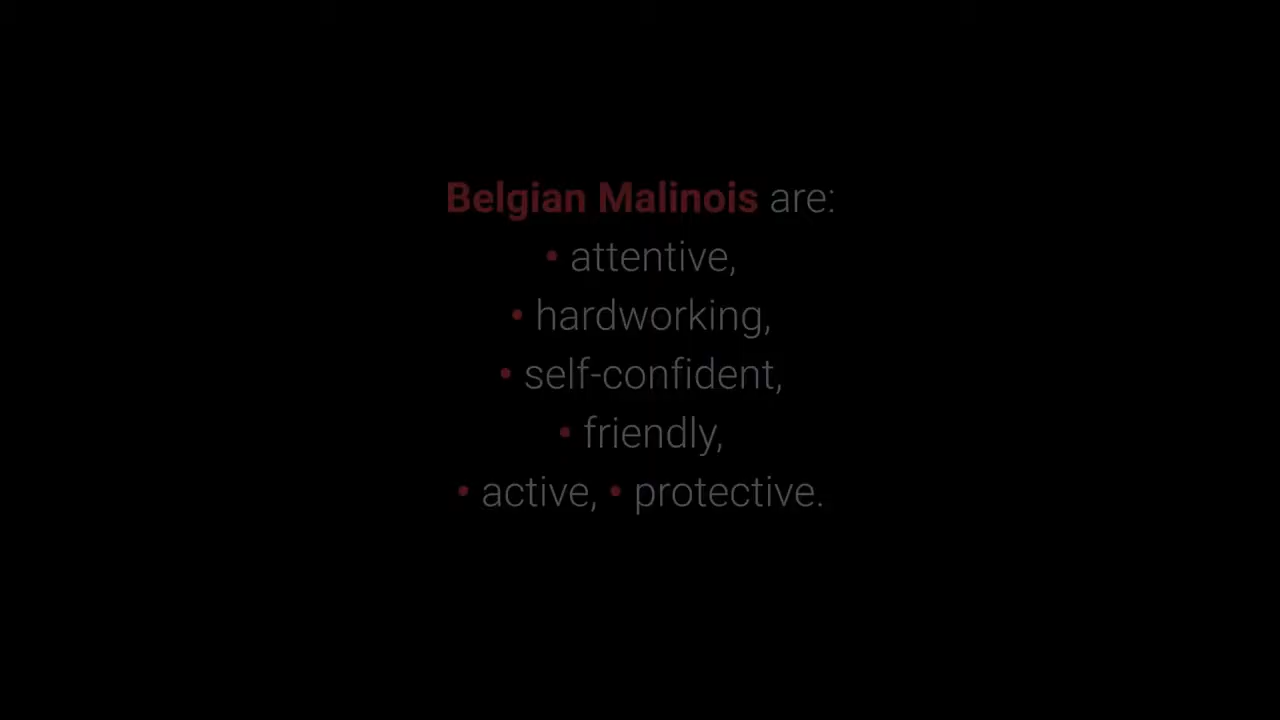 Belgian Malinois are:
• attentive,
• hardworking,
• self-confident,
• friendly,
• active, • protective.